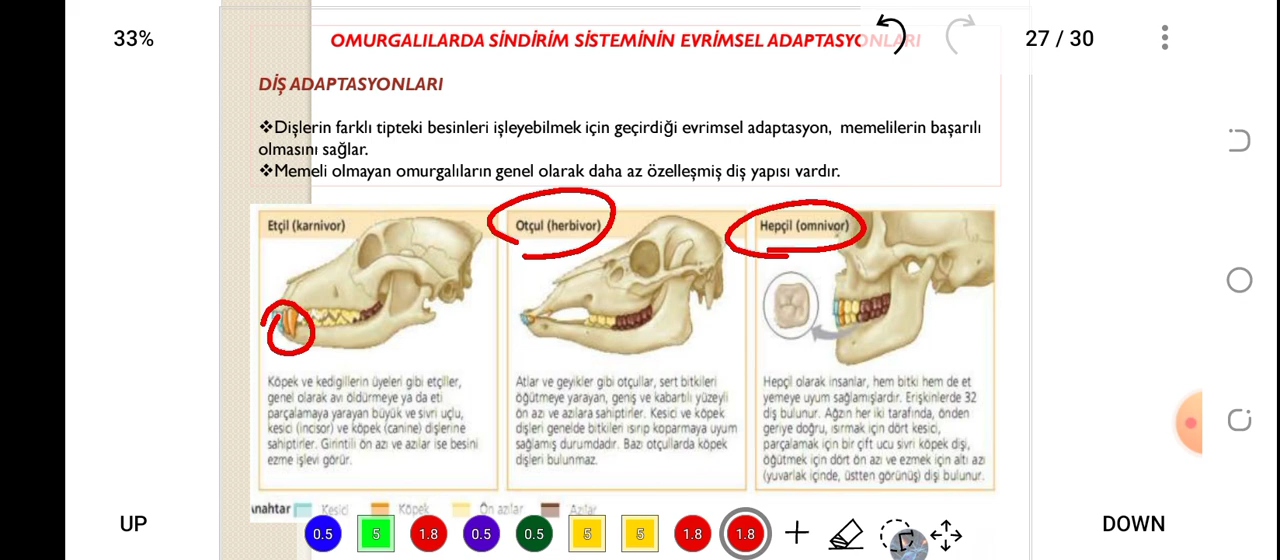 33%
27 / 30
OMURGALILARDA SİNDİRİM SİSTEMİNİN EVRİMSEL ADAPTASYONLARI
DİŞ ADAPTASYONLARI
❖Dişlerin farklı tipteki besinleri işleyebilmek için geçirdiği evrimsel adaptasyon, memelilerin başarılı
olmasını sağlar.
❖Memeli olmayan omurgalıların genel olarak daha az özelleşmiş diş yapısı vardır.
Etçil (karnivor)
Köpek ve kedigillerin üyeleri gibi etçiller,
genel olarak avı öldürmeye ya da eti
parçalamaya yarayan büyük ve sivri uçlu,
kesici (incisor) ve köpek (canine) dişlerine
sahiptirler. Girintili ön azı ve azılar ise besini
ezme işlevi görür.
Otçul (herbivor)
Atlar ve geyikler gibi otçullar, sert bitkileri
öğütmeye yarayan, geniş ve kabartılı yüzeyli
ön azı ve azılara sahiptirler. Kesici ve köpek
dişleri genelde bitkileri ısırıp koparmaya uyum
sağlamış durumdadır. Bazı otçullarda köpek
dişleri bulunmaz.
Hepçil (omnivor)
Hepçil olarak insanlar, hem bitki hem de et
yemeye uyum sağlamışlardır. Erişkinlerde 32
diş bulunur. Ağzın her iki tarafında, önden
geriye doğru, ısırmak için dört kesici,
parçalamak için bir çift ucu sivri köpek dişi,
öğütmek için dört ön azı ve ezmek için altı azı
(yuvarlak içinde, üstten görünüş) dişi bulunur.
Anahtar Kesici Köpek Ön azılar Azılar
UP
0.5 5 1.8 0.5 0.5 5 5 1.8 1.8
DOWN